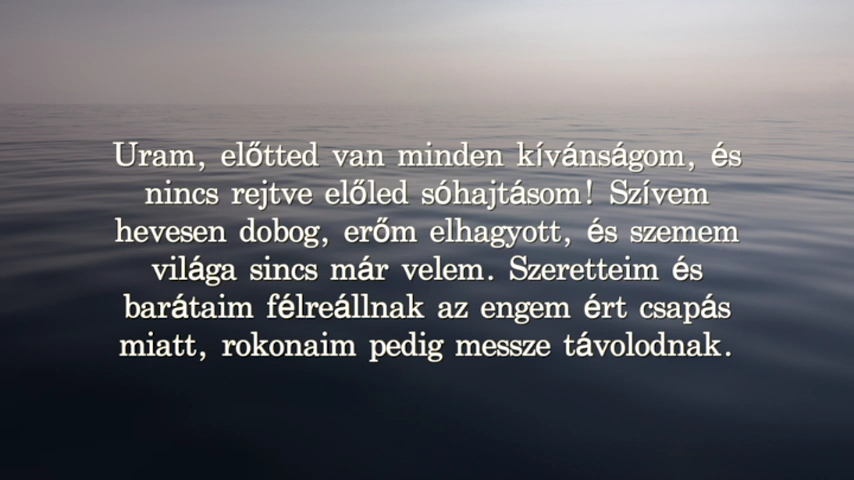 Uram, előtted van minden kívánságom, és
nincs rejtve előled sóhajtásom! Szívem
hevesen dobog, erőm elhagyott, és szemem
világa sincs már velem. Szeretteim és
barátaim félreállnak az engem ért csapás
miatt, rokonaim pedig messze távolodnak.